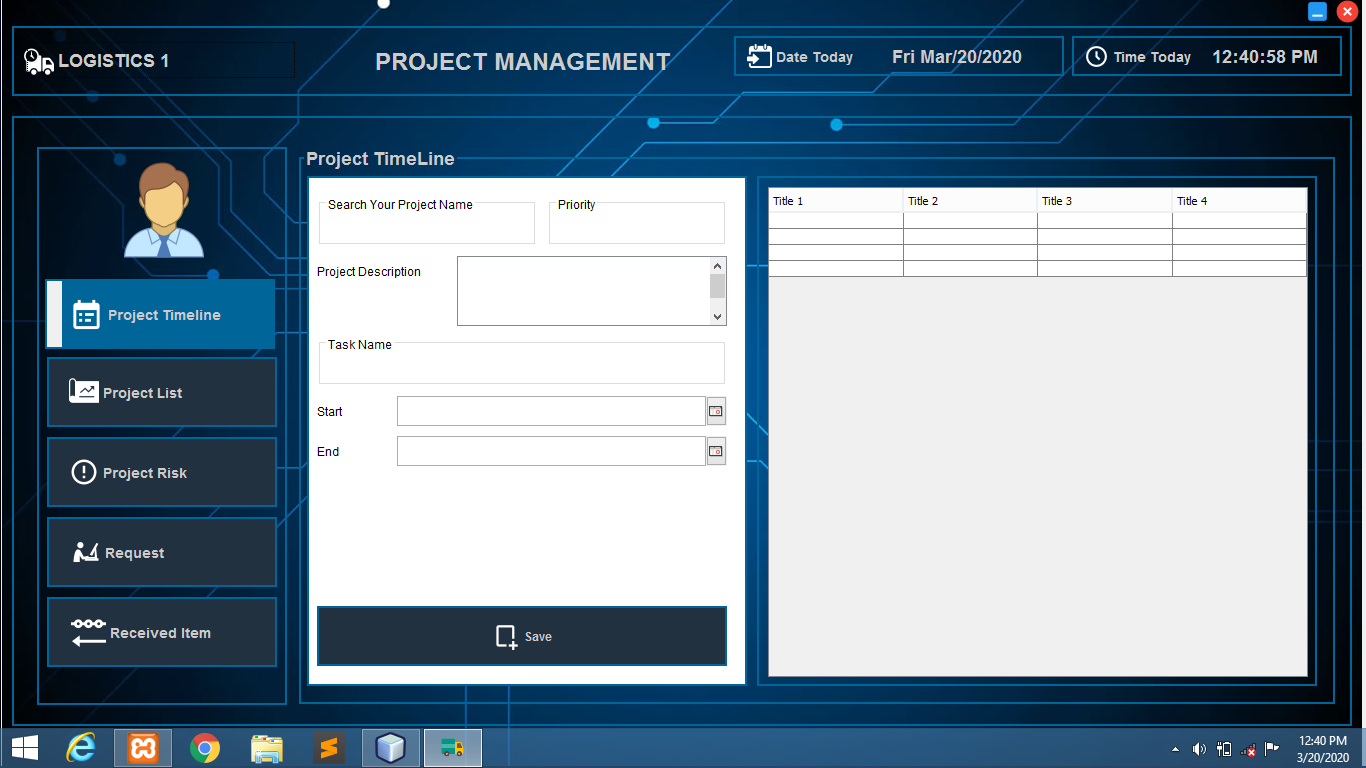 LOGISTICS 1
PROJECT MANAGEMENT
Date Today Fri Mar/20/2020
Time Today 12:40:58 PM
Project TimeLine
Search Your Project Name
Priority
Project Description
Task Name
Start
End
Save
Title 1 Title 2 Title 3 Title 4
Project Timeline
Project List
Project Risk
Request
Received Item
12:40 PM
3/20/2020